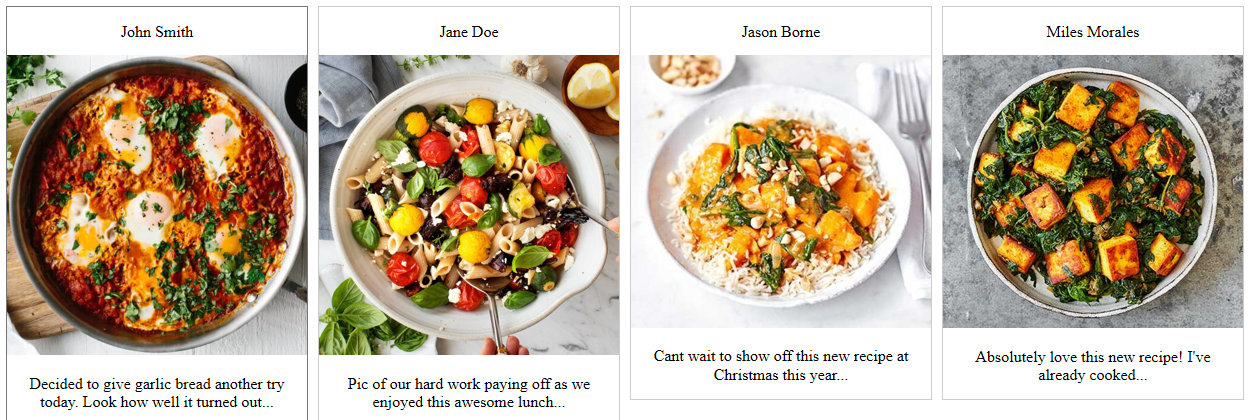 John Smith
Decided to give garlic bread another try
today. Look how well it turned out...
Jane Doe
Pic of our hard work paying off as we
enjoyed this awesome lunch...
Jason Borne
Cant wait to show off this new recipe at
Christmas this year...
Miles Morales
Absolutely love this new recipe! I've
already cooked...